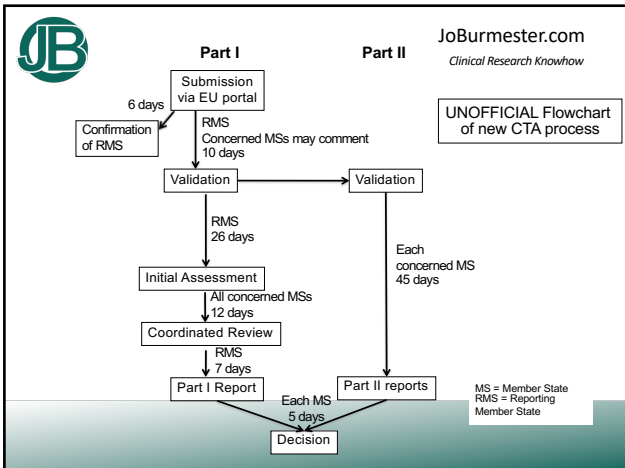 JB
Part I
Part II
JoBurmester.com
Clinical Research Knowhow
UNOFFICIAL Flowchart
of new CTA process
Submission
via EU portal
6 days
Confirmation
of RMS
RMS
Concerned MSs may comment
10 days
Validation
Validation
RMS
26 days
Each
concerned MS
45 days
Initial Assessment
All concerned MSs
12 days
Coordinated Review
RMS
7 days
Part I Report
Part II reports
Each MS
5 days
Decision
MS = Member State
RMS = Reporting
Member State